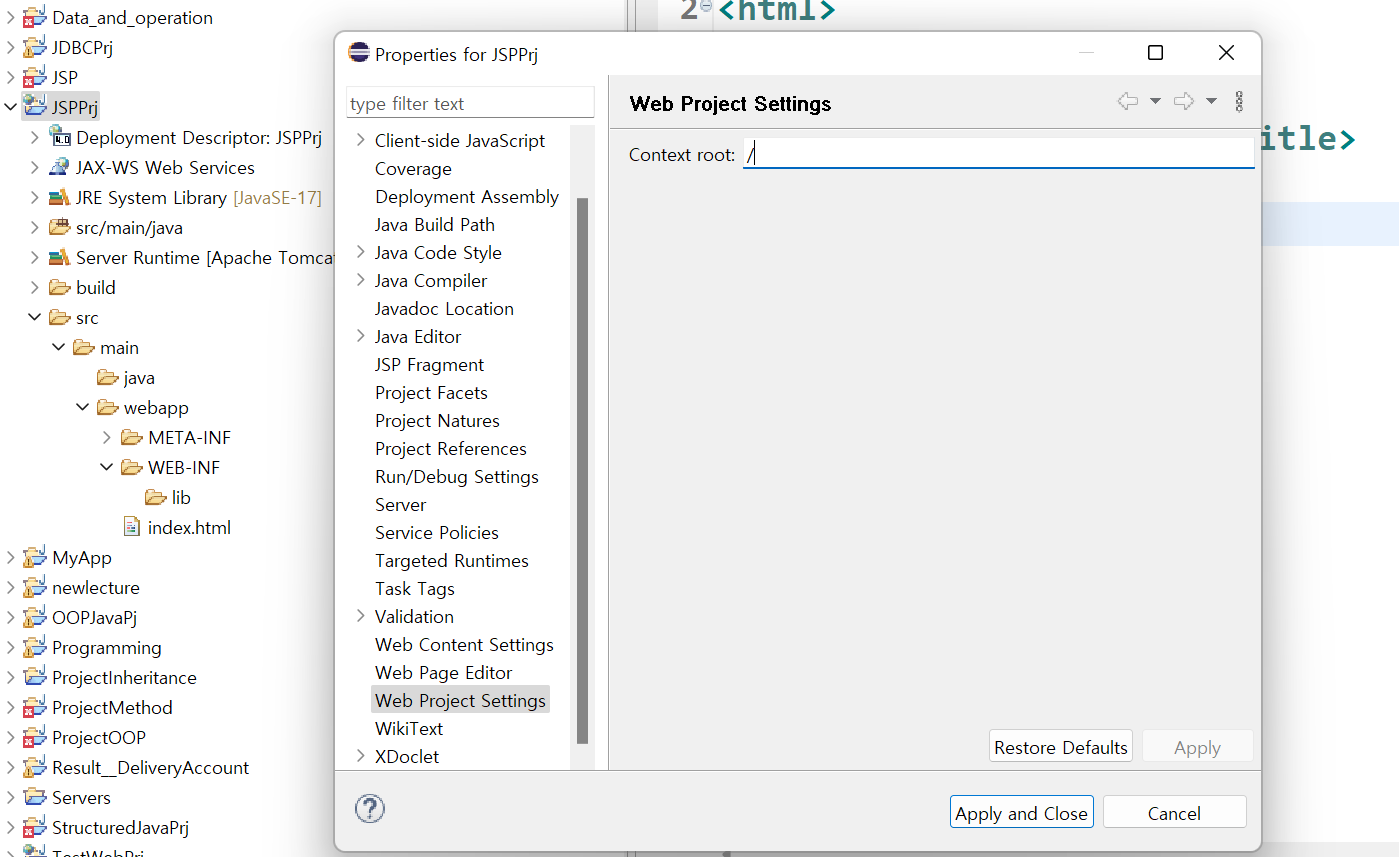 Data_and_operation
JDBCPrj
JSP
JSPPrj
Deployment Descriptor: JSPPrj
JAX-WS Web Services
JRE System Library [JavaSE-17]
src/main/java
Server Runtime [Apache Tomca
build
src
main
java
webapp
META-INF
WEB-INF
lib
index.html
MyApp
newlecture
OOPJavaPj
Programming
ProjectInheritance
ProjectMethod
ProjectOOP
Result__DeliveryAccount
Servers
StructuredJavaPrj
TestWebPrj
2 <html>
itle>
Properties for JSPPrj
type filter text
Client-side JavaScript
Coverage
Deployment Assembly
Java Build Path
Java Code Style
Java Compiler
Javadoc Location
Java Editor
JSP Fragment
Project Facets
Project Natures
Project References
Run/Debug Settings
Server
Service Policies
Targeted Runtimes
Task Tags
Validation
Web Content Settings
Web Page Editor
Web Project Settings
WikiText
XDoclet
Web Project Settings
Context root: /
Restore Defaults Apply
? Apply and Close Cancel